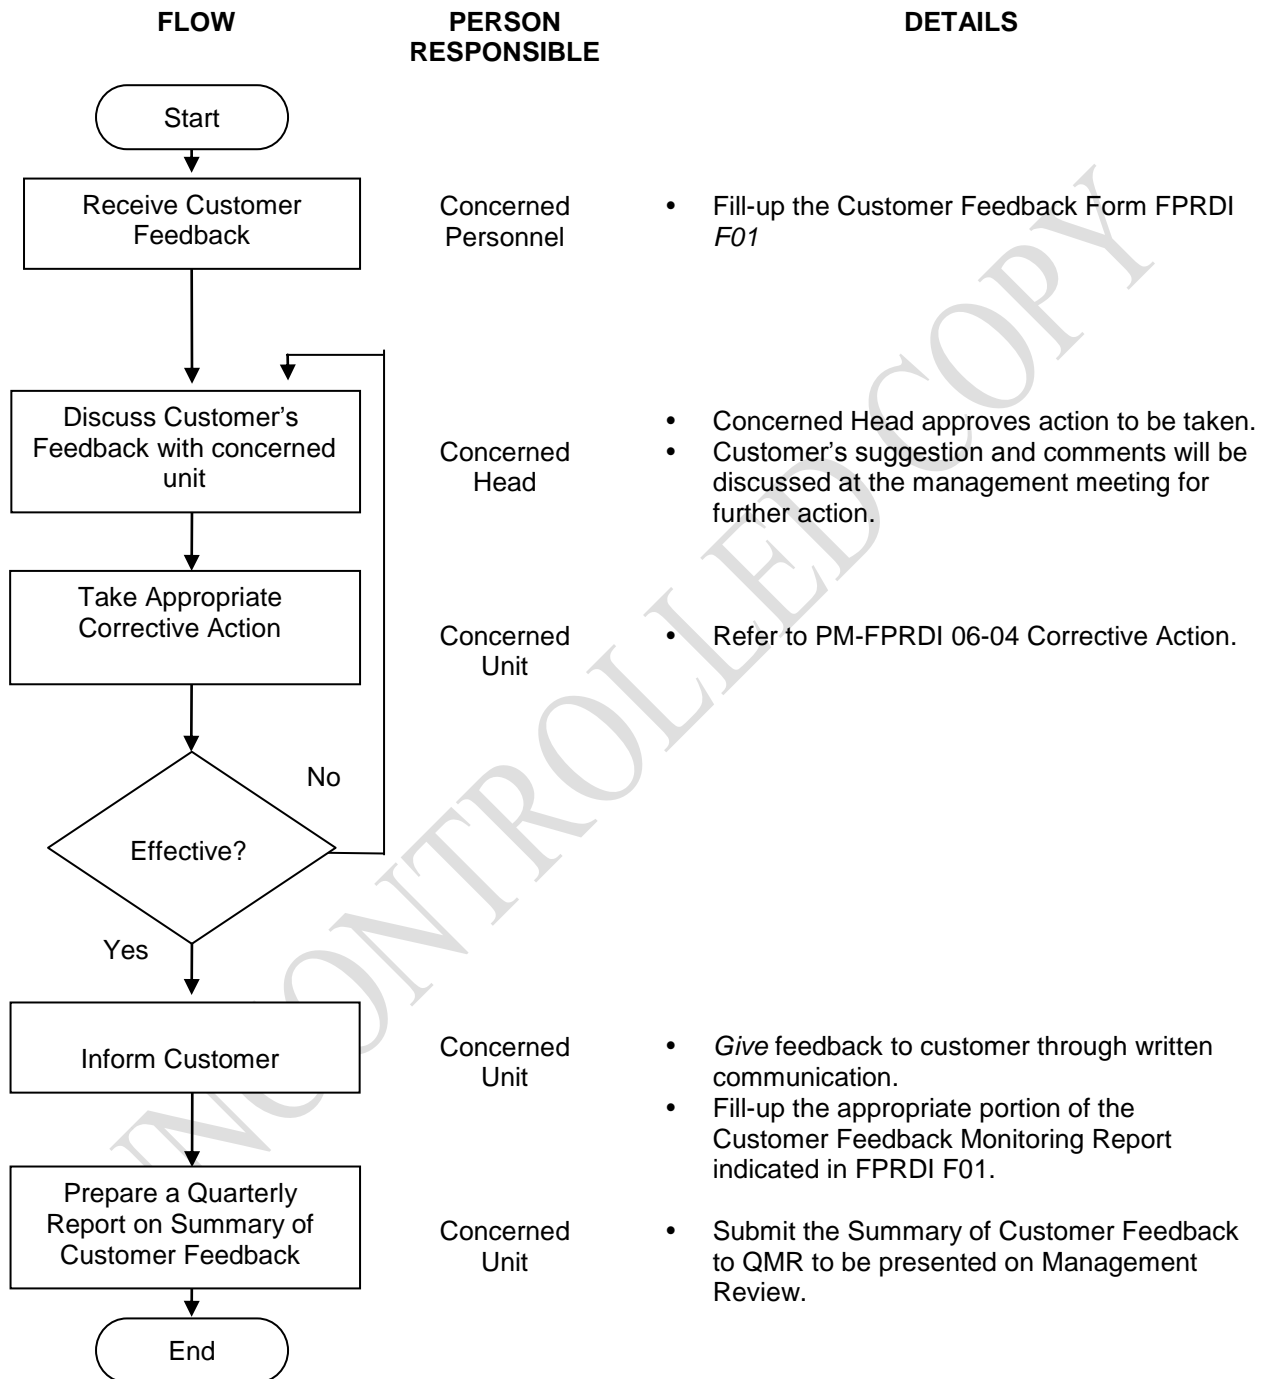 FLOW
PERSON
RESPONSIBLE
DETAILS
Start
Receive Customer
Feedback
Concerned
Personnel
• Fill-up the Customer Feedback Form FPRDI
F01
Discuss Customer's
Feedback with concerned
unit
Concerned
Head
• Concerned Head approves action to be taken.
• Customer's suggestion and comments will be
discussed at the management meeting for
further action.
Take Appropriate
Corrective Action
Concerned
Unit
• Refer to PM-FPRDI 06-04 Corrective Action.
No
Effective?
Yes
Inform Customer
Concerned
Unit
• Give feedback to customer through written
communication.
• Fill-up the appropriate portion of the
Customer Feedback Monitoring Report
indicated in FPRDI F01.
Prepare a Quarterly
Report on Summary of
Customer Feedback
Concerned
Unit
• Submit the Summary of Customer Feedback
to QMR to be presented on Management
Review.
End
UNCONTROLLED COPY